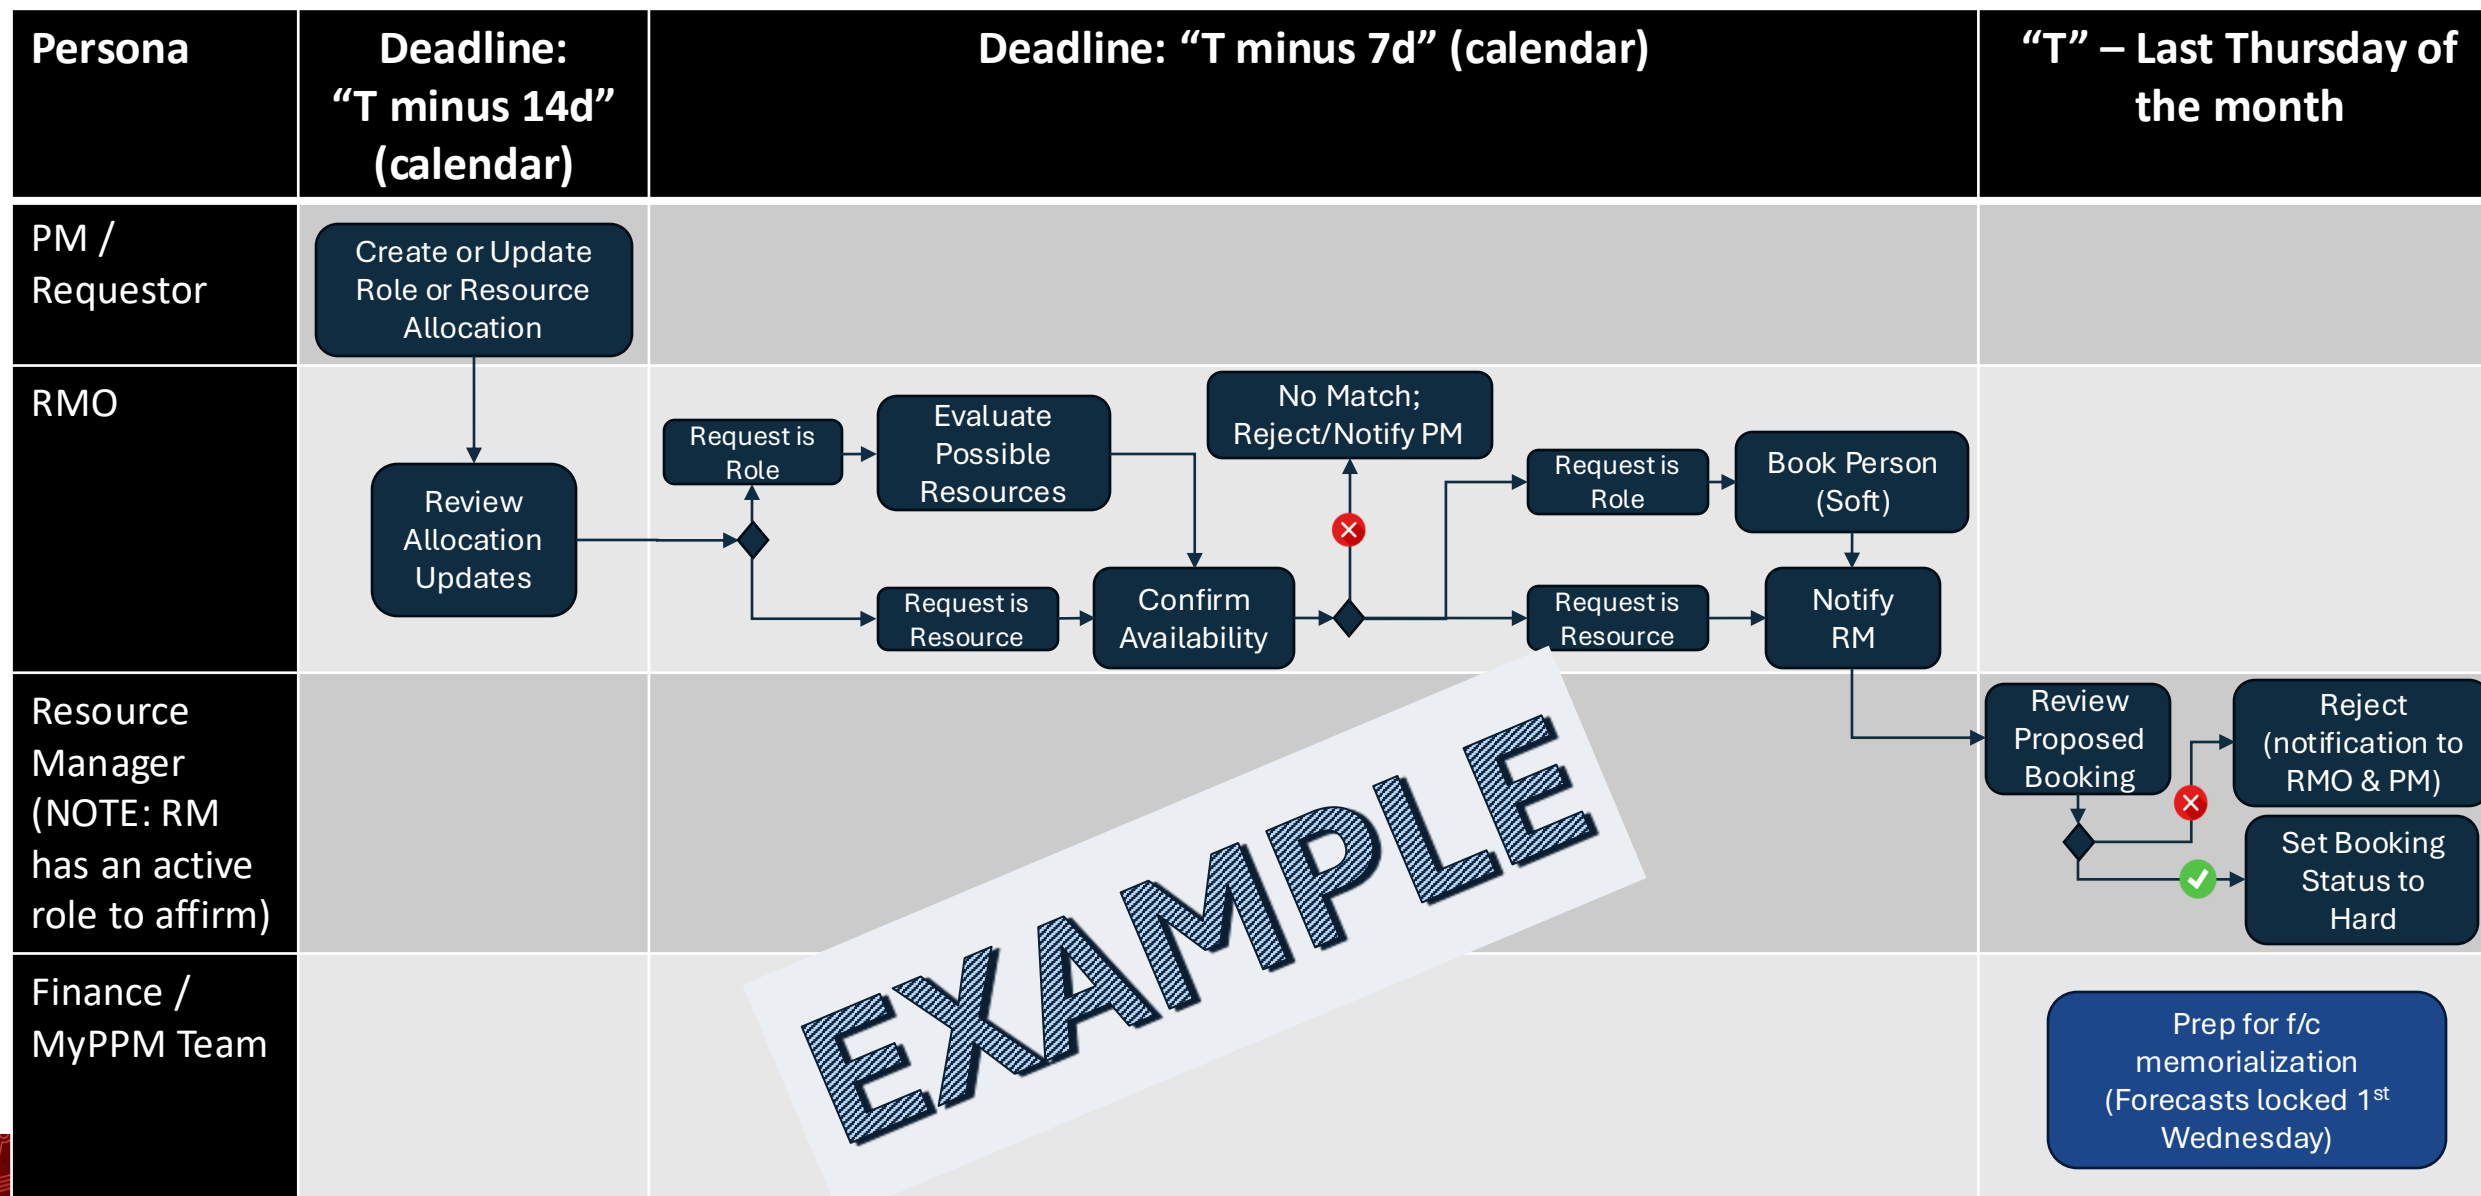 Persona
Deadline:
“T minus 14d”
(calendar)
Deadline: “T minus 7d” (calendar)
“T” – Last Thursday of
the month
PM /
Requestor
Create or Update
Role or Resource
Allocation
RMO
Review
Allocation
Updates
Request is
Role
Evaluate
Possible
Resources
Request is
Resource
Confirm
Availability
No Match;
Reject/Notify PM
Request is
Role
Book Person
(Soft)
Request is
Resource
Notify
RM
Resource
Manager
(NOTE: RM
has an active
role to affirm)
Review
Proposed
Booking
Reject
(notification to
RMO & PM)
Set Booking
Status to
Hard
EXAMPLE
Finance /
MyPPM Team
Prep for f/c
memorialization
(Forecasts locked 1st
Wednesday)